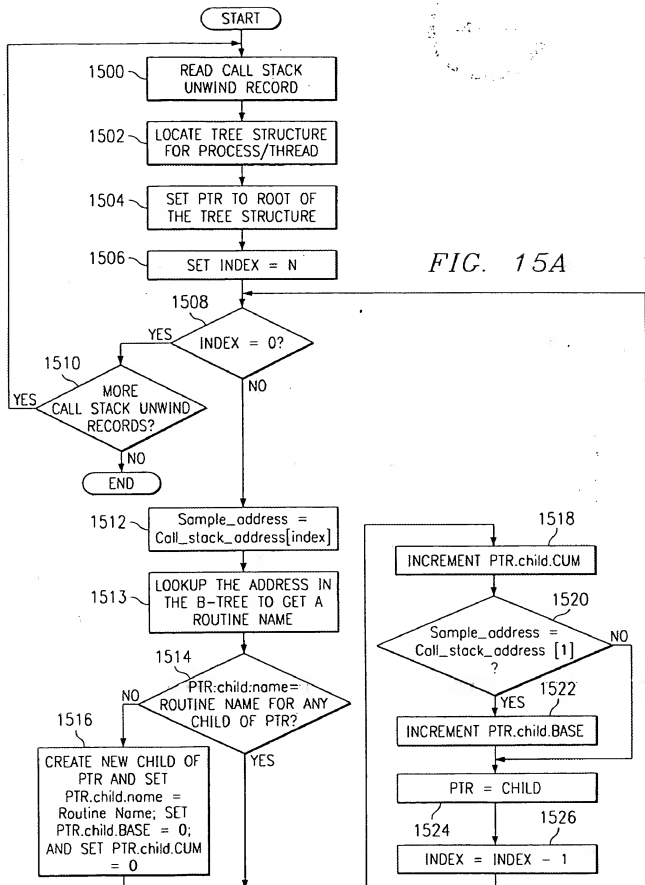 START
1500
READ CALL STACK
UNWIND RECORD
1502
LOCATE TREE STRUCTURE
FOR PROCESS/THREAD
1504
SET PTR TO ROOT OF
THE TREE STRUCTURE
1506
SET INDEX = N
FIG. 15A
1508
INDEX = 0?
YES
NO
1510
MORE
CALL STACK UNWIND
RECORDS?
YES
NO
END
1512
Sample_address =
Call_stack_address[index]
1513
LOOKUP THE ADDRESS IN
THE B-TREE TO GET A
ROUTINE NAME
1514
PTR:child:name=
ROUTINE NAME FOR ANY
CHILD OF PTR?
NO
YES
1516
CREATE NEW CHILD OF
PTR AND SET
PTR.child.name =
Routine Name; SET
PTR.child.BASE = 0;
AND SET PTR.child.CUM
= 0
1518
INCREMENT PTR.child.CUM
1520
Sample_address =
Call_stack_address [1]
?
NO
YES
1522
INCREMENT PTR.child.BASE
PTR = CHILD
1524
1526
INDEX = INDEX - 1